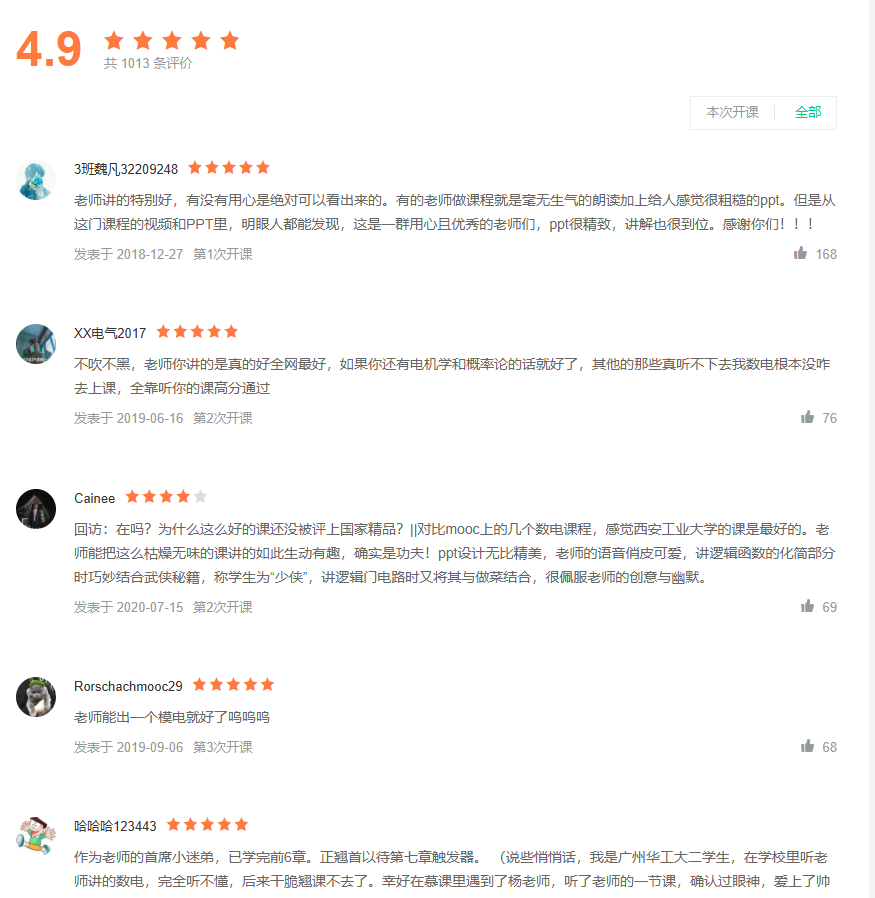 4.9
共 1013 条评价
本次开课 全部
3班魏凡32209248
老师讲的特别好，有没有用心是绝对可以看出来的。有的老师做课程就是毫无生气的朗读加上给人感觉很粗糙的ppt。但是从
这门课程的视频和PPT里，明眼人都能发现，这是一群用心且优秀的老师们，ppt很精致，讲解也很到位。感谢你们！！！
发表于 2018-12-27 第1次开课 168
XX电气2017
不吹不黑，老师你讲的是真的好全网最好，如果你还有电机学和概率论的话就好了，其他的那些真听不下去我数电根本没咋
去上课，全靠听你的课高分通过
发表于 2019-06-16 第2次开课 76
Cainee
回访：在吗？为什么这么好的课还没被评上国家精品？||对比mooc上的几个数电课程，感觉西安工业大学的课是最好的。老
师能把这么枯燥无味的课讲的如此生动有趣，确实是功夫！ppt设计无比精美，老师的语音俏皮可爱，讲逻辑函数的化简部分
时巧妙结合武侠秘籍，称学生为“少侠”，讲逻辑门电路时又将其与做菜结合，很佩服老师的创意与幽默。
发表于 2020-07-15 第2次开课 69
Rorschachmooc29
老师能出一个模电就好了呜呜呜
发表于 2019-09-06 第3次开课 68
哈哈哈123443
作为老师的首席小迷弟，已学完前6章。正翘首以待第七章触发器。（说些悄悄话，我是广州华工大二学生，在学校里听老
师讲的数电，完全听不懂，后来干脆翘课不去了。幸好在慕课里遇到了杨老师，听了老师的一节课，确认过眼神，爱上了帅